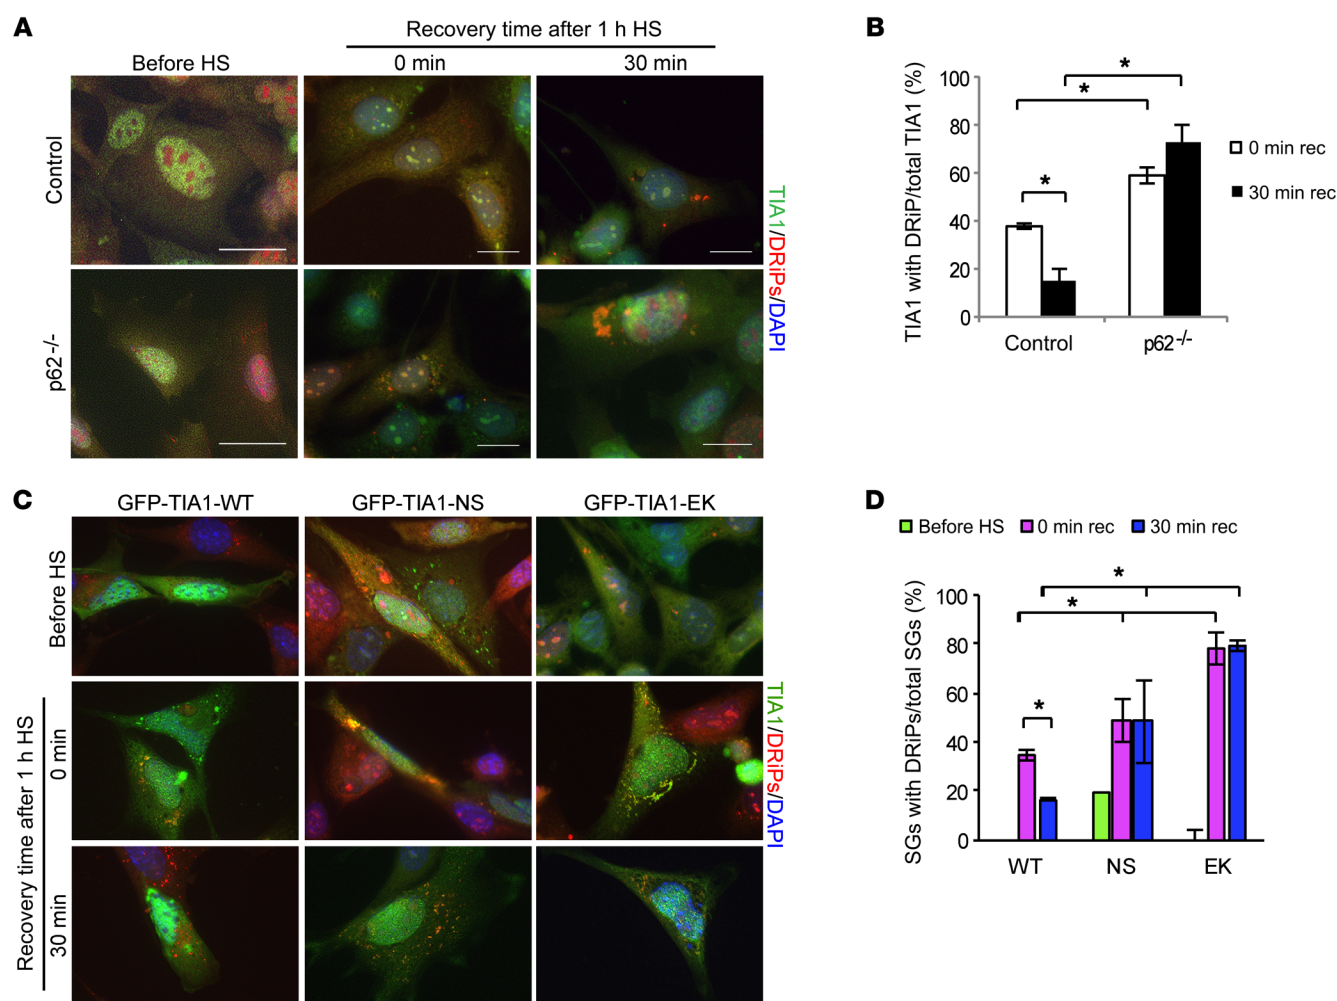 A
Recovery time after 1 h HS
Before HS
0 min
30 min
Control
p62-/-
TIA1/DRiPs/DAPI
B
TIA1 with DRiP/total TIA1 (%)
100
80
60
40
20
0
*
*
*
Control
p62-/-
0 min rec
30 min rec
C
GFP-TIA1-WT
GFP-TIA1-NS
GFP-TIA1-EK
Before HS
Recovery time after 1 h HS
0 min
30 min
TIA1/DRiPs/DAPI
D
Before HS
0 min rec
30 min rec
SGs with DRiPs/total SGs (%)
100
80
60
40
20
0
*
*
*
WT
NS
EK